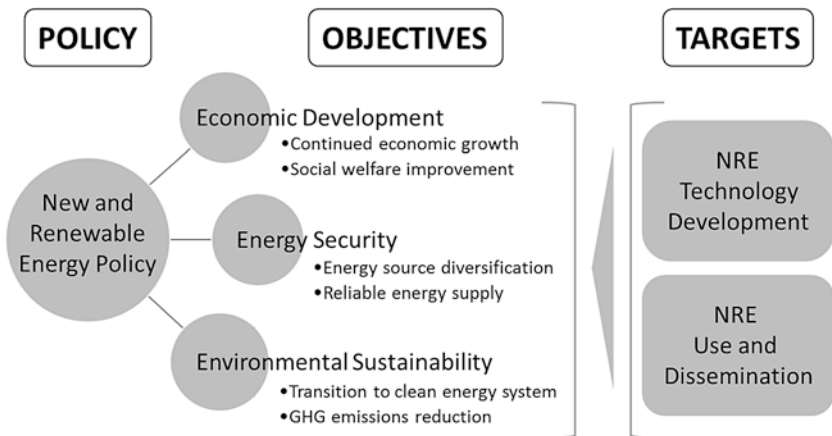 POLICY
OBJECTIVES
TARGETS
New and
Renewable
Energy Policy
Economic Development
•Continued economic growth
•Social welfare improvement
Energy Security
•Energy source diversification
•Reliable energy supply
Environmental Sustainability
•Transition to clean energy system
•GHG emissions reduction
NRE
Technology
Development
NRE
Use and
Dissemination